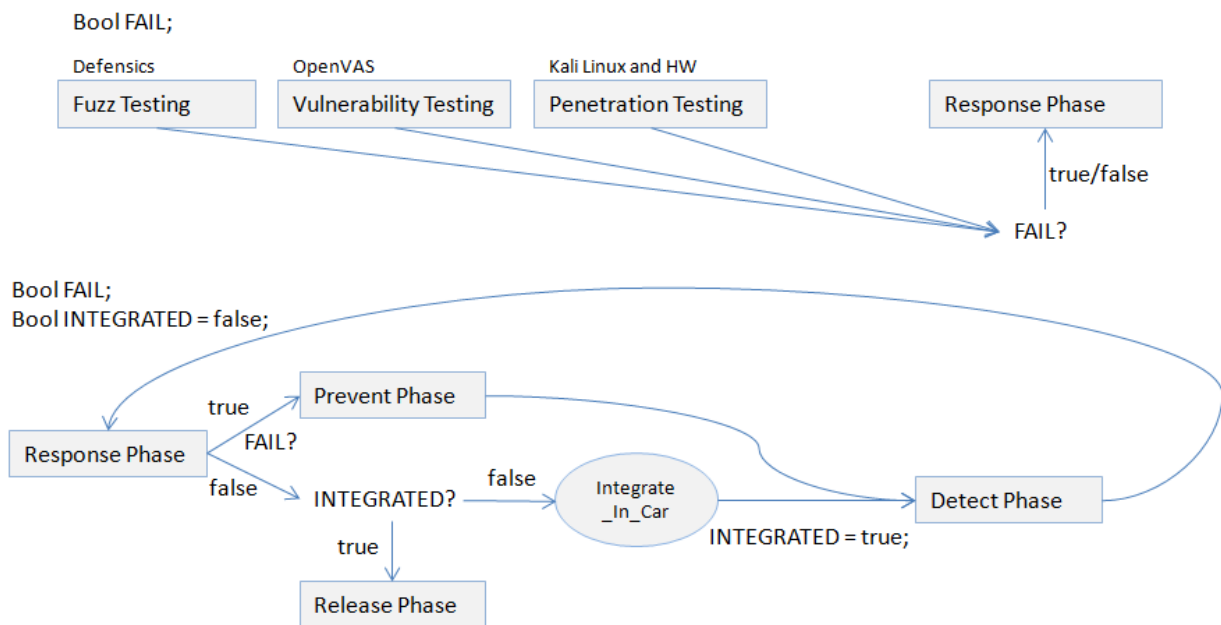 Bool FAIL;
Defensics
OpenVAS
Kali Linux and HW
Fuzz Testing
Vulnerability Testing
Penetration Testing
Response Phase
true/false
FAIL?
Bool FAIL;
Bool INTEGRATED = false;
Prevent Phase
true
Response Phase
FAIL?
false
INTEGRATED?
false
Integrate
_In_Car
Detect Phase
INTEGRATED = true;
true
Release Phase